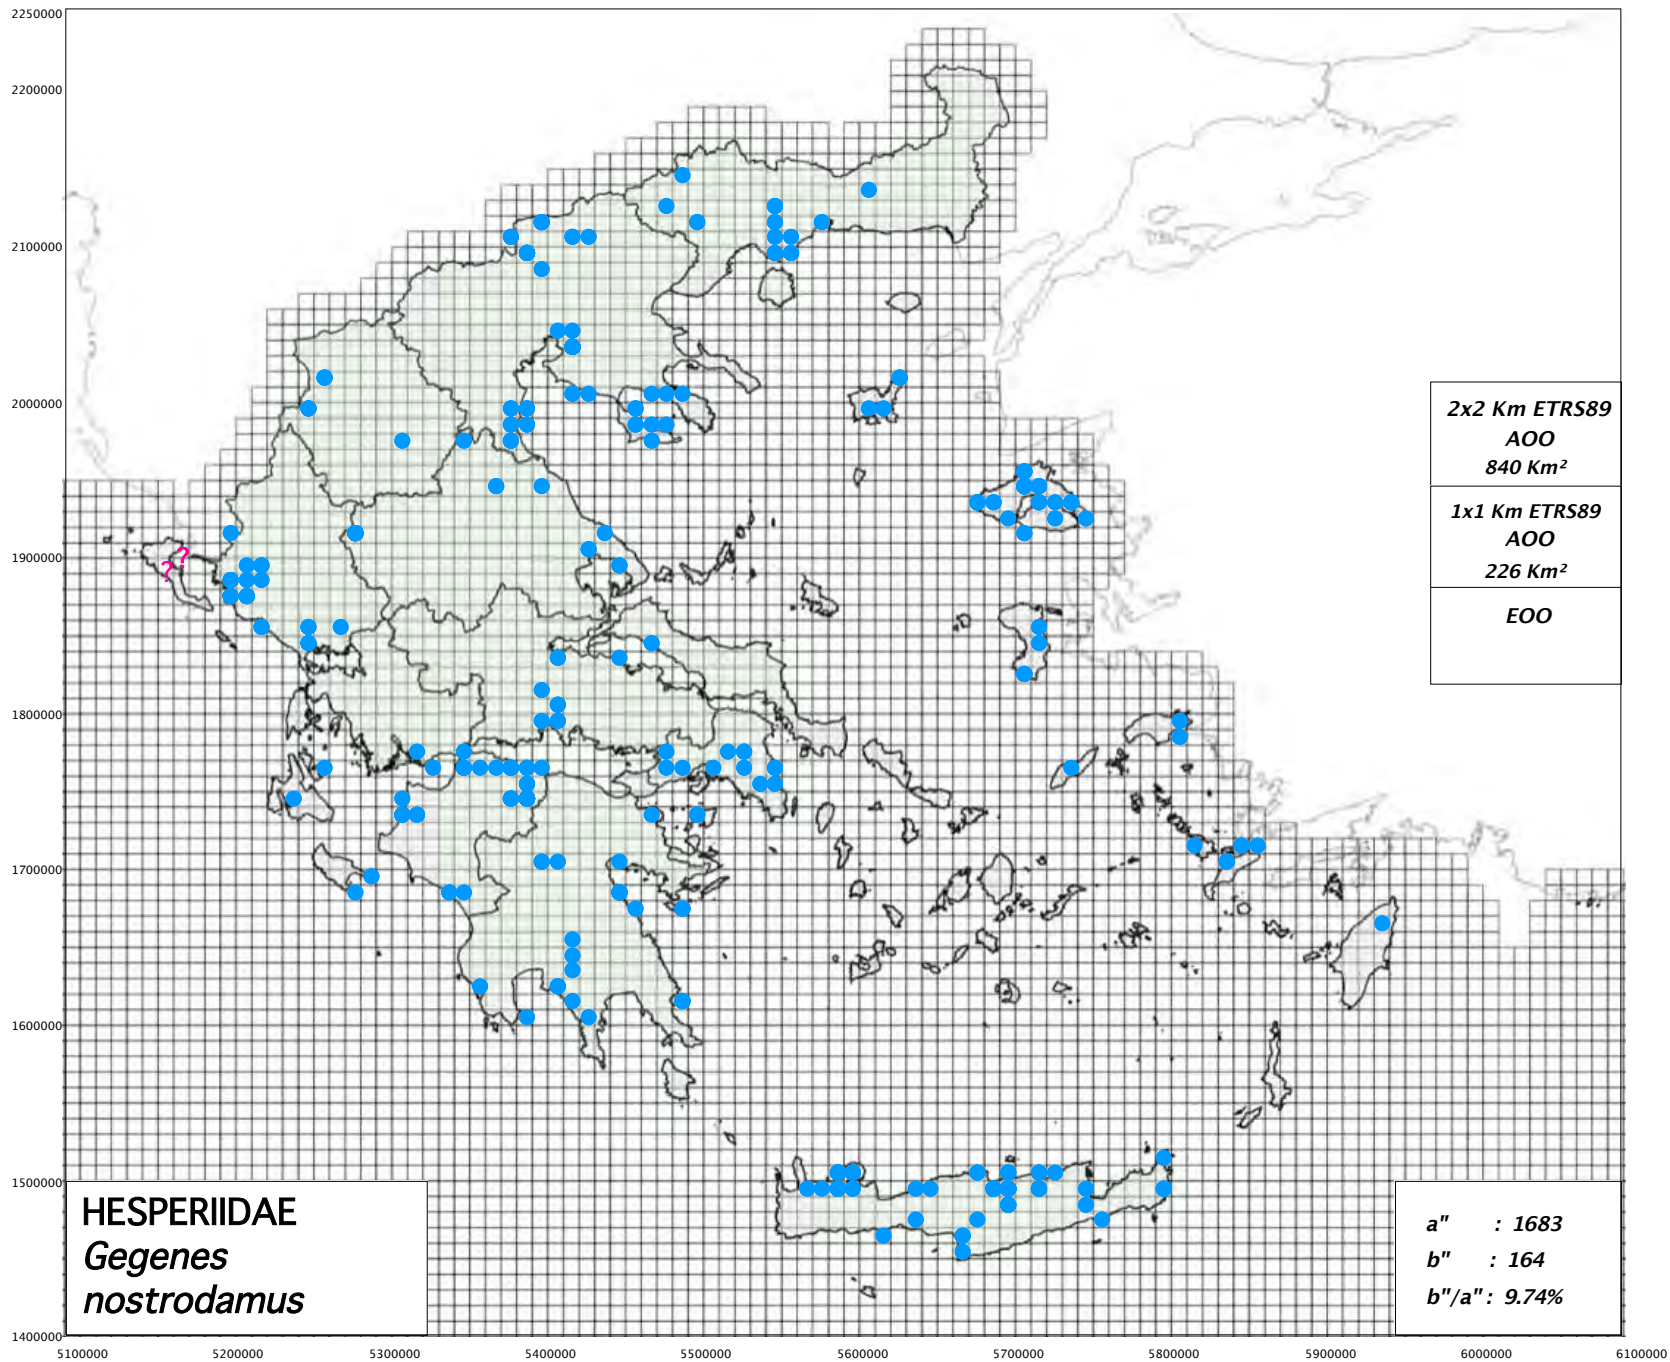 2250000
2200000
2100000
2000000
1900000
1800000
1700000
1600000
1500000
1400000
2x2 Km ETRS89
AOO
840 Km²
1x1 Km ETRS89
AOO
226 Km²
EOO
?
?
HESPERIIDAE
Gegenes
nostrodamus
a" : 1683
b" : 164
b"/a" : 9.74%
5100000 5200000 5300000 5400000 5500000 5600000 5700000 5800000 5900000 6000000 6100000